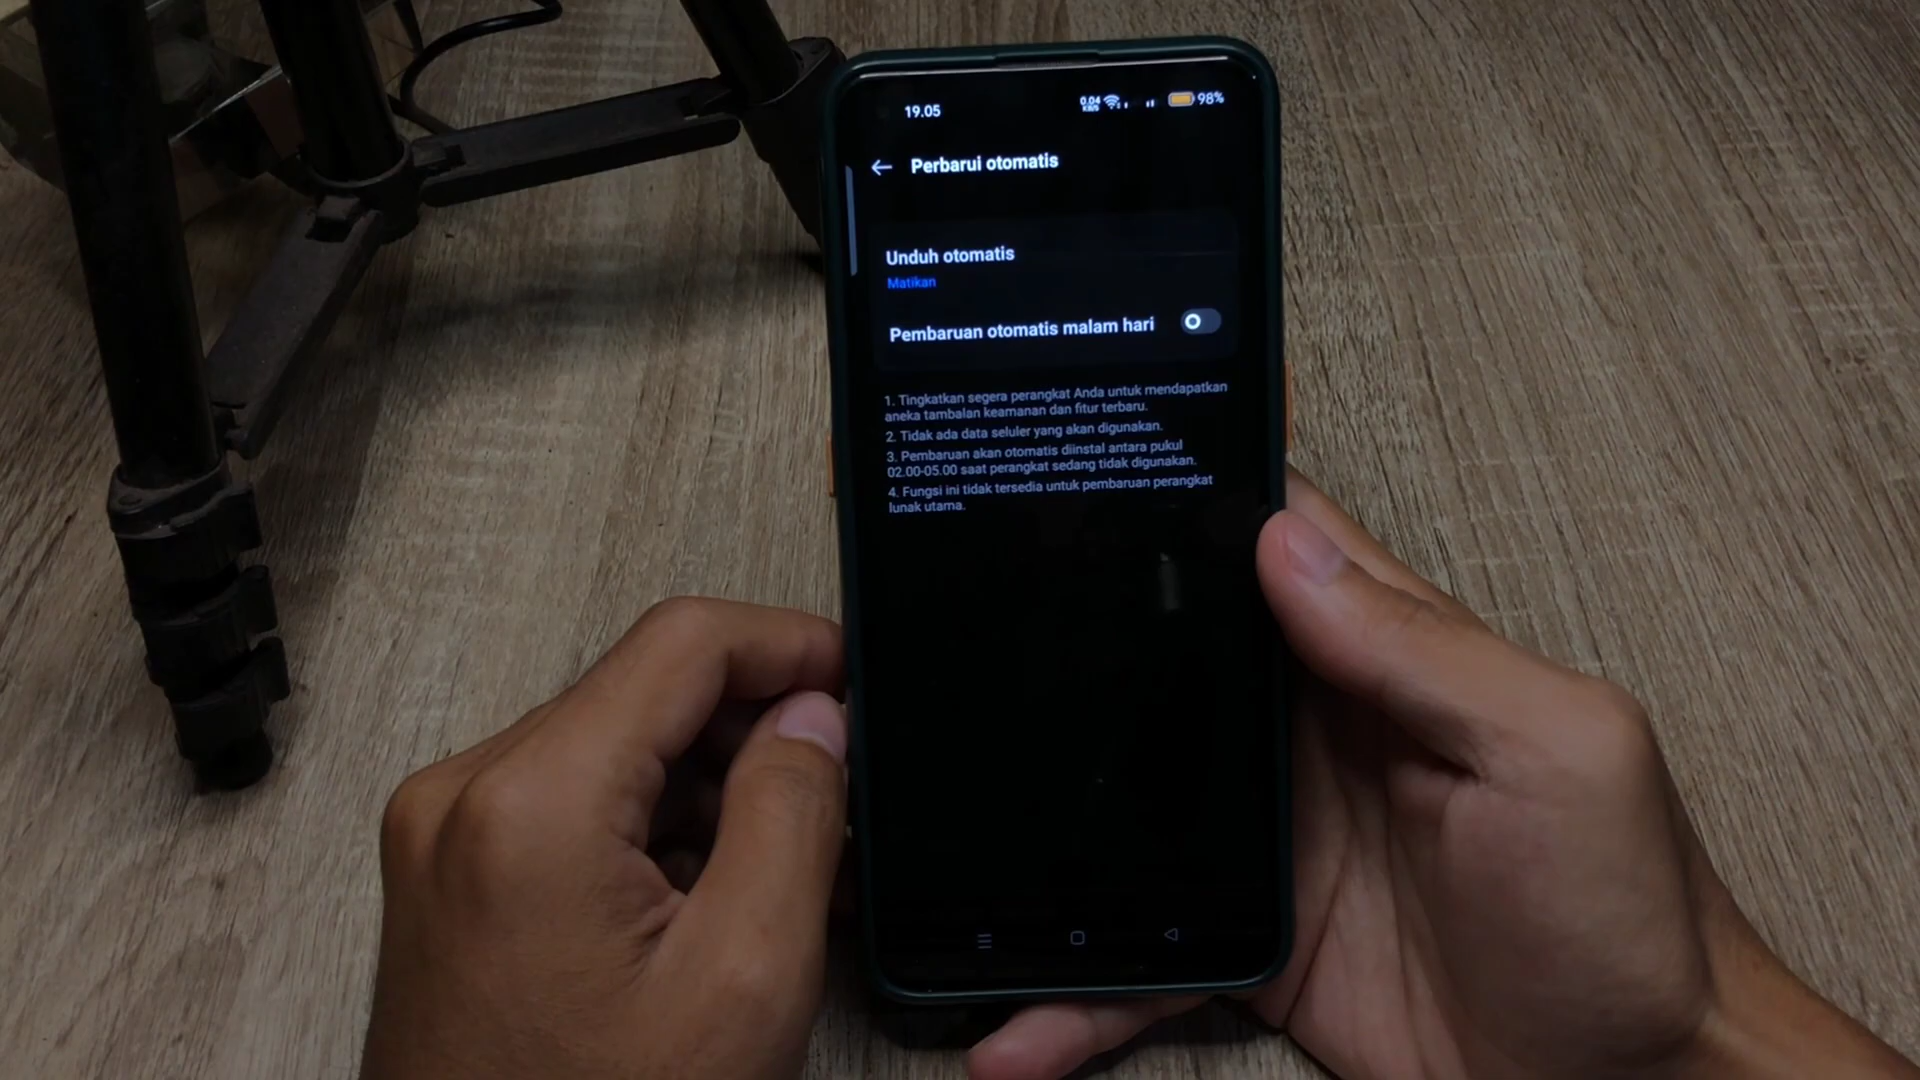 19.05
0.04 KB/S
98%
Perbarui otomatis
Unduh otomatis
Matikan
Pembaruan otomatis malam hari
1. Tingkatkan segera perangkat Anda untuk mendapatkan
aneka tambalan keamanan dan fitur terbaru.
2. Tidak ada data seluler yang akan digunakan.
3. Pembaruan akan otomatis diinstal antara pukul
02.00-05.00 saat perangkat sedang tidak digunakan.
4. Fungsi ini tidak tersedia untuk pembaruan perangkat
lunak utama.